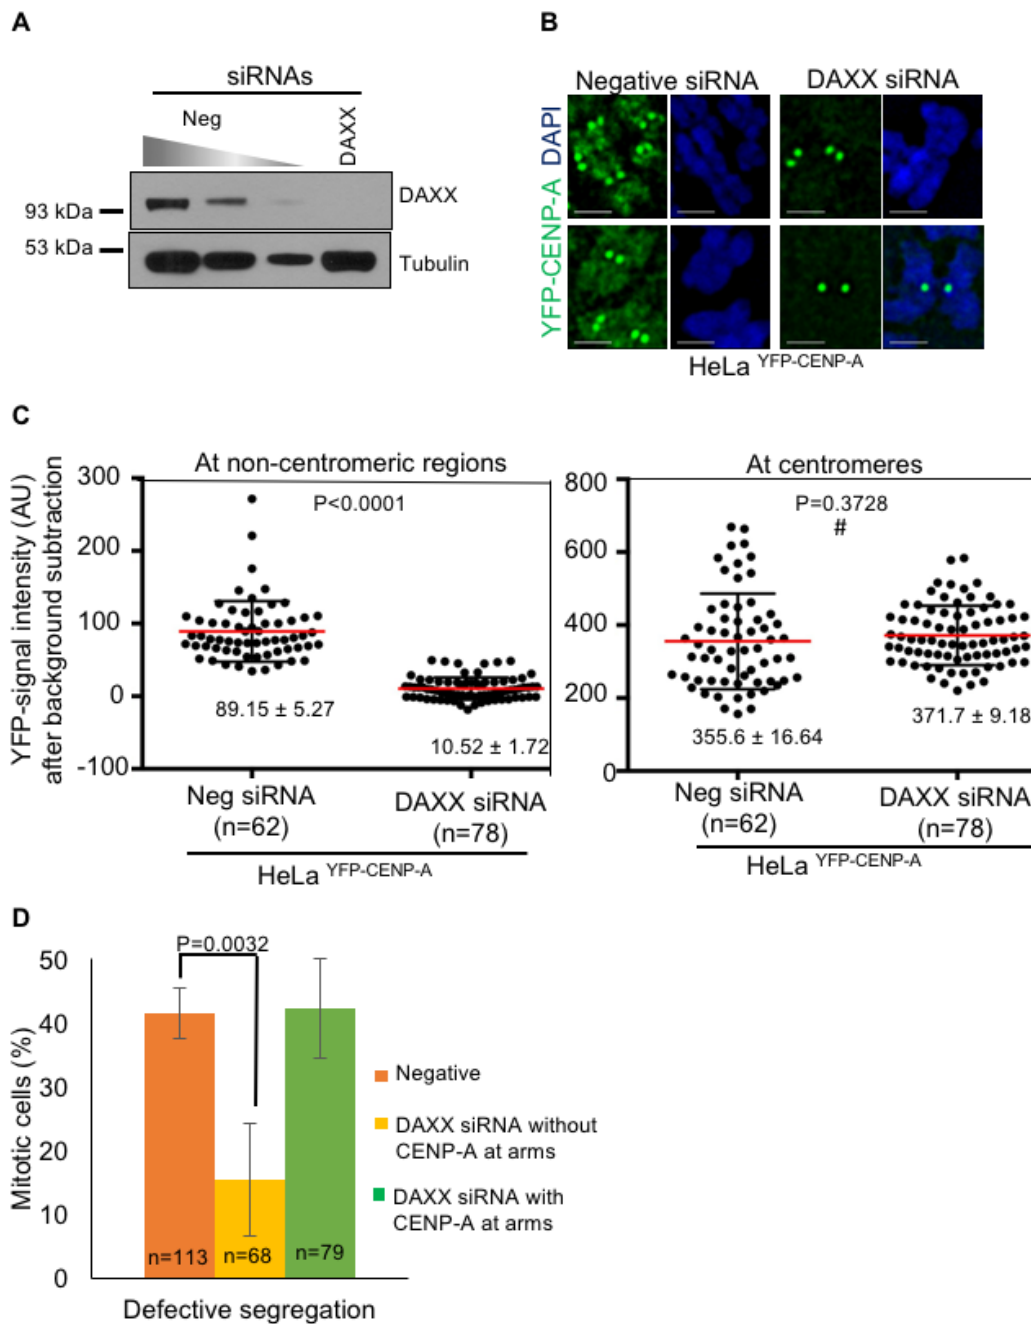 A
siRNAs
Neg
DAXX
93 kDa
53 kDa
DAXX
Tubulin
B
Negative siRNA
DAXX siRNA
YFP-CENP-A DAPI
HeLa YFP-CENP-A
C
YFP-signal intensity (AU)
after background subtraction
At non-centromeric regions
P<0.0001
300
200
100
0
-100
89.15 ± 5.27
10.52 ± 1.72
Neg siRNA
(n=62)
DAXX siRNA
(n=78)
HeLa YFP-CENP-A
At centromeres
P=0.3728
#
800
600
400
200
0
355.6 ± 16.64
371.7 ± 9.18
Neg siRNA
(n=62)
DAXX siRNA
(n=78)
HeLa YFP-CENP-A
D
Mitotic cells (%)
50
40
30
20
10
0
P=0.0032
n=113
n=68
n=79
Defective segregation
Negative
DAXX siRNA without
CENP-A at arms
DAXX siRNA with
CENP-A at arms